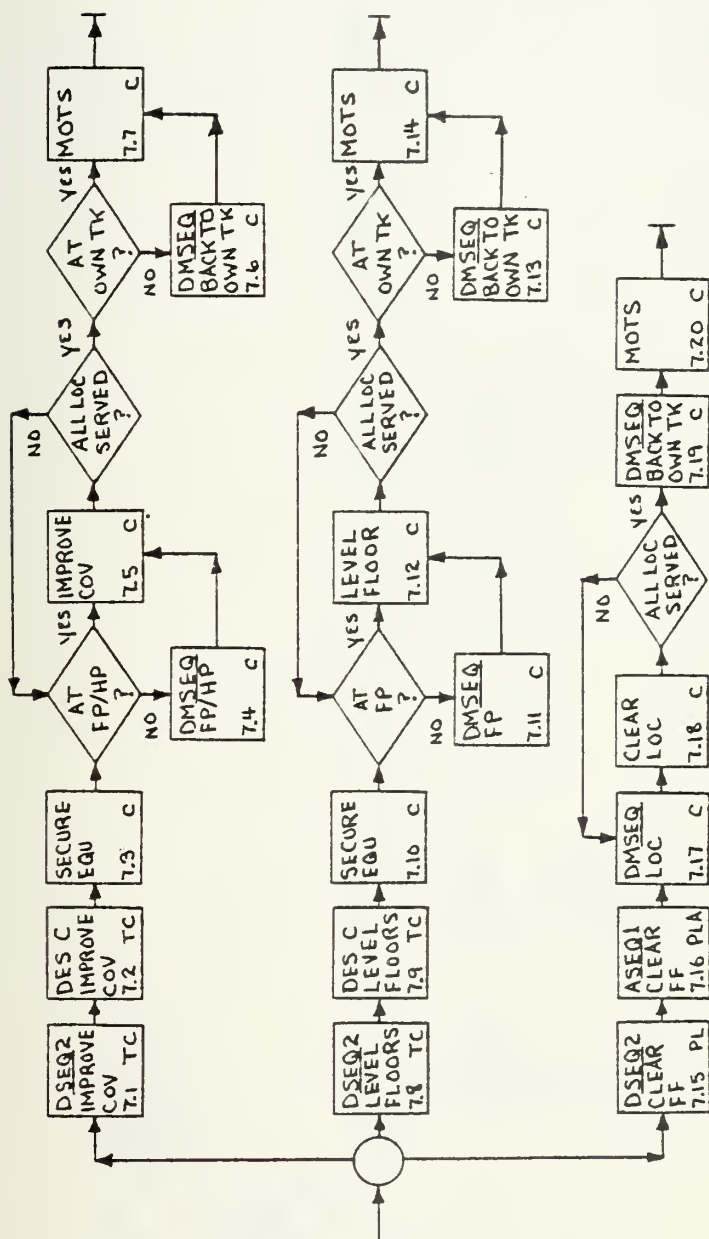 DSEQ2
IMPROVE
COV
7.1 TC
DES C
IMPROVE
COV
7.2 TC
SECURE
EQU
7.3 C
AT
FP/HP
?
YES
NO
DMSEQ
FP/HP
7.4 C
IMPROVE
COV
7.5 C
ALL LOC
SERVED
?
NO
YES
AT
OWN TK
?
YES
NO
DMSEQ
BACK TO
OWN TK
7.6 C
MOTS
7.7 C
DSEQ2
LEVEL
FLOORS
7.8 TC
DES C
LEVEL
FLOORS
7.9 TC
SECURE
EQU
7.10 C
AT
FP
?
YES
NO
DMSEQ
FP
7.11 C
LEVEL
FLOOR
7.12 C
ALL LOC
SERVED
?
NO
YES
AT
OWN TK
?
YES
NO
DMSEQ
BACK TO
OWN TK
7.13 C
MOTS
7.14 C
DSEQ2
CLEAR
FF
7.15 PL
ASEQ1
CLEAR
FF
7.16 PLA
DMSEQ
LOC
7.17 C
CLEAR
LOC
7.18 C
ALL LOC
SERVED
?
NO
YES
DMSEQ
BACK TO
OWN TK
7.19 C
MOTS
7.20 C